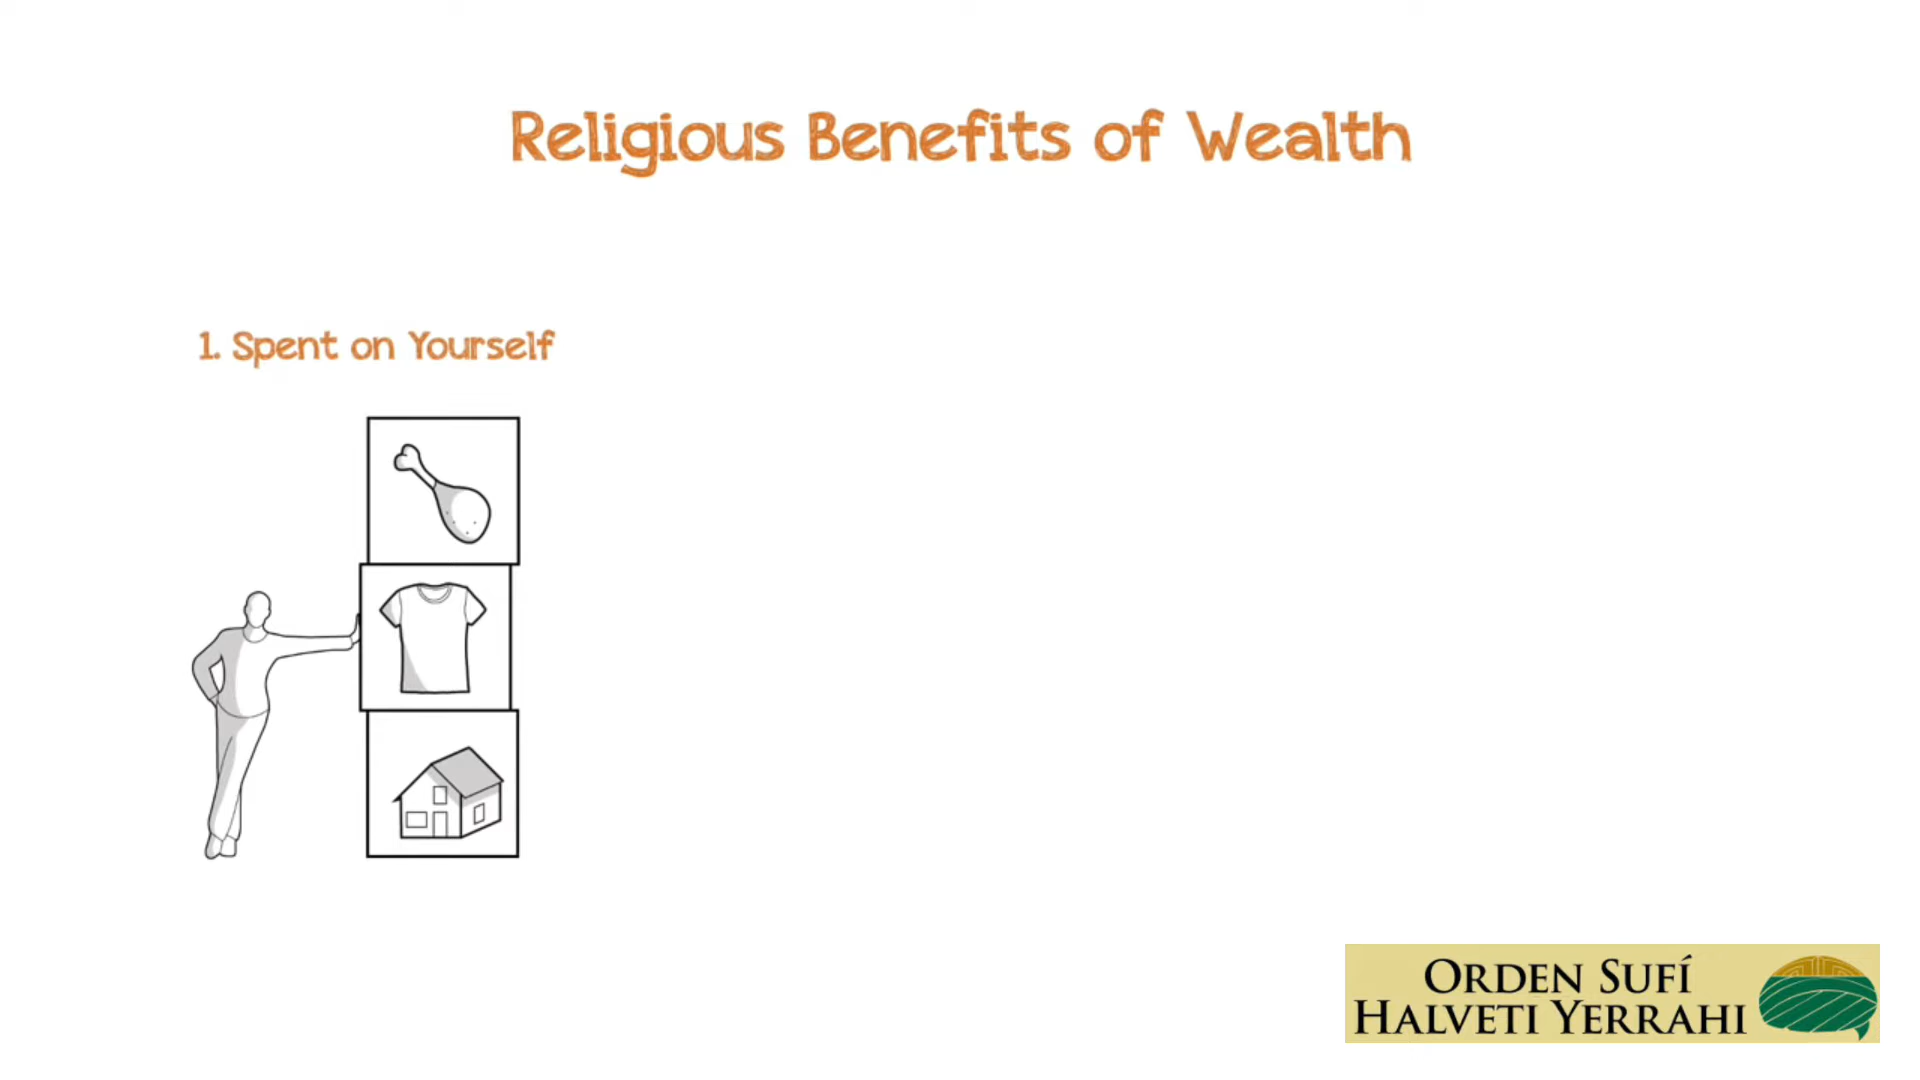 Religious Benefits of Wealth
1. Spent on Yourself
ORDEN SUFÍ
HALVETI YERRAHI